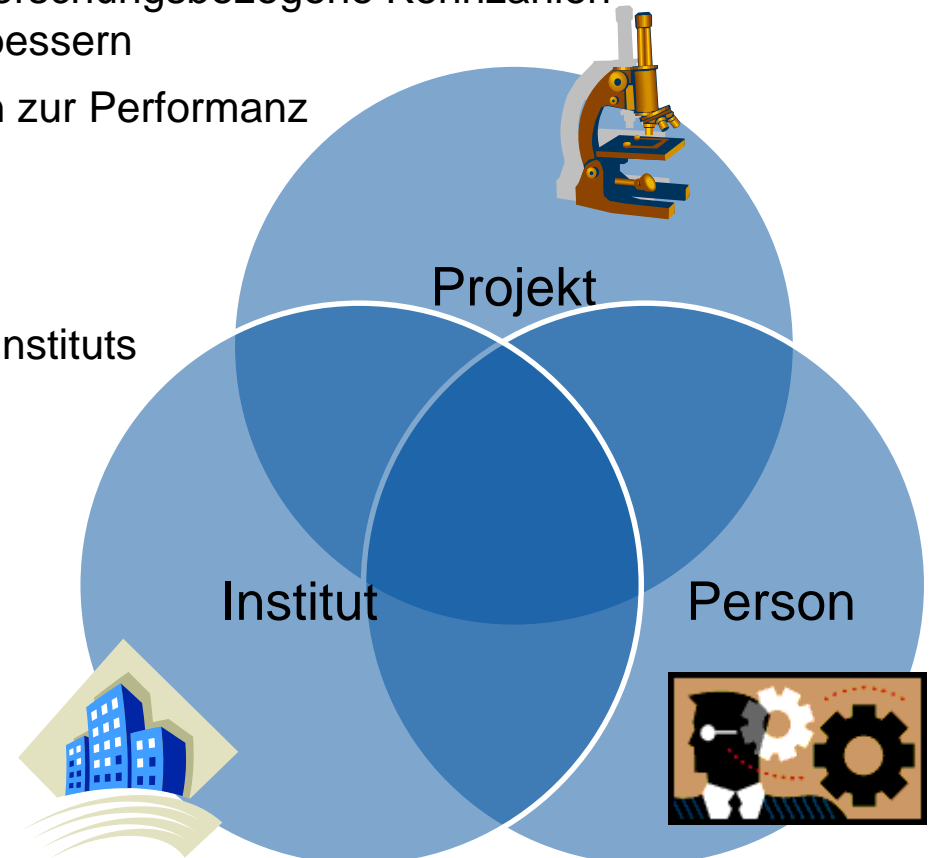 bessern
n zur Performanz
Projekt
nstituts
Institut
Person